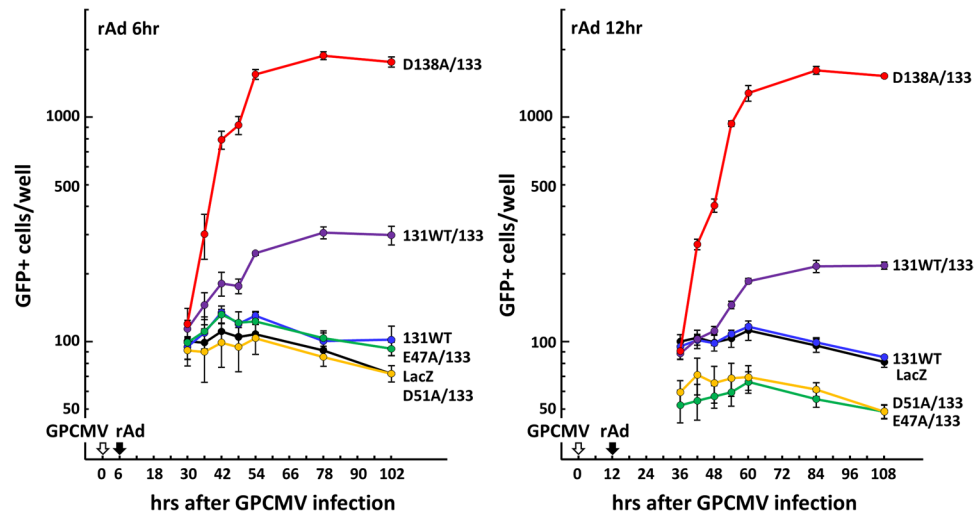 rAd 6hr
D138A/133
1000
500
131WT/133
100
131WT
E47A/133
LacZ
D51A/133
50
GFP+ cells/well
GPCMV rAd
0 6 18 30 42 54 78 102
hrs after GPCMV infection
rAd 12hr
D138A/133
1000
500
131WT/133
100
131WT
LacZ
D51A/133
E47A/133
50
GFP+ cells/well
GPCMV rAd
0 12 24 36 48 60 72 84 96 108
hrs after GPCMV infection